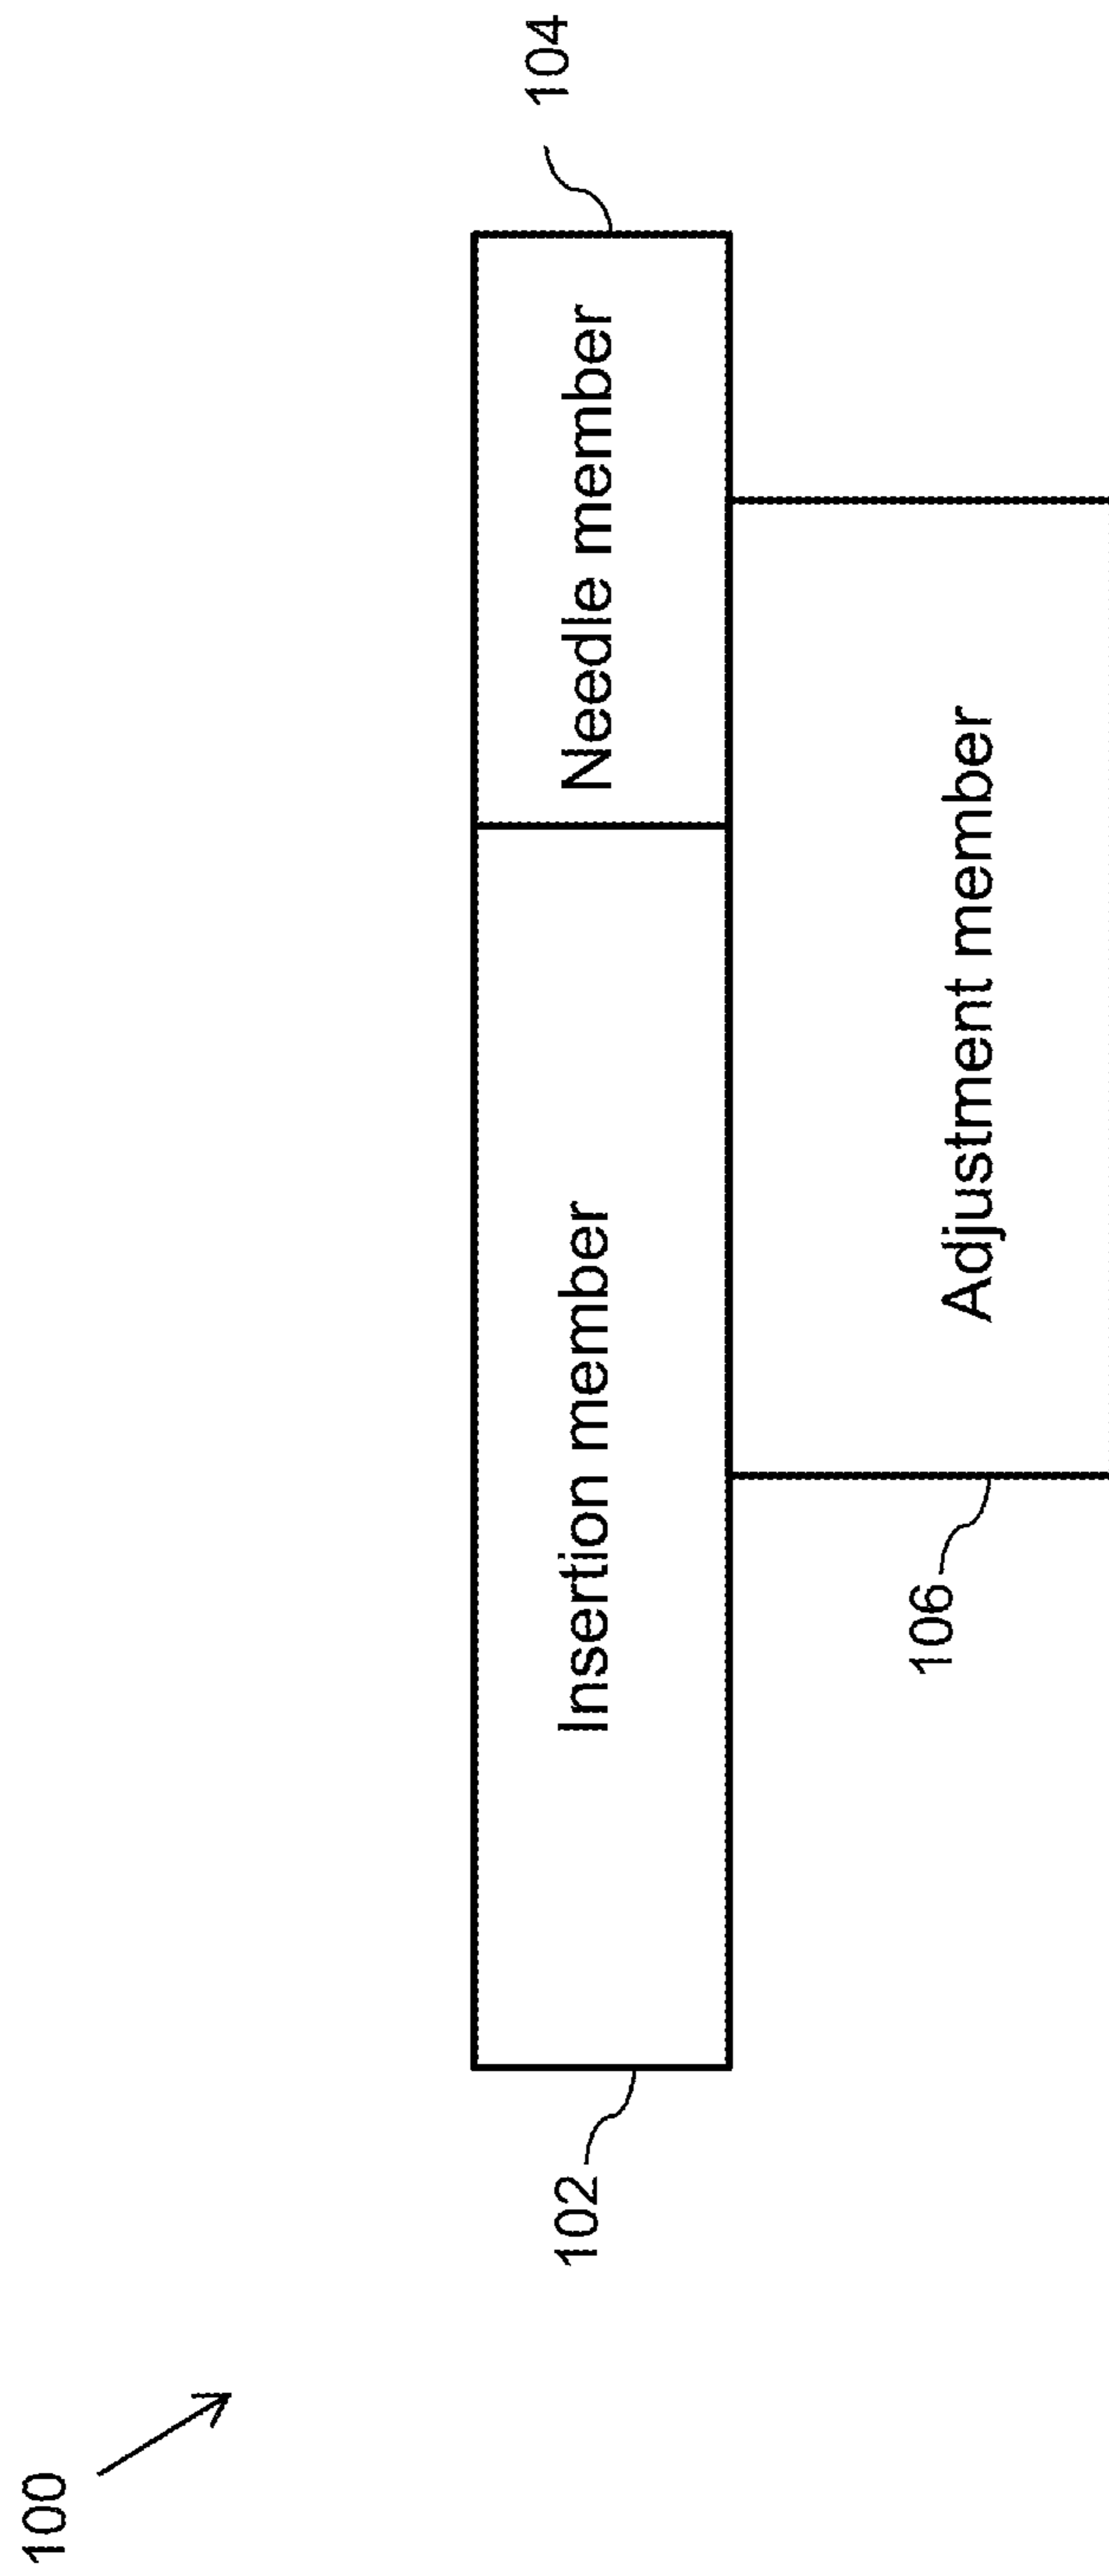 100
102
Insertion member
Needle member
104
106
Adjustment member